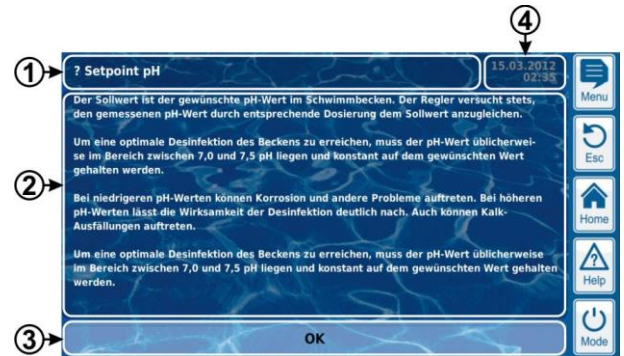 4
1
? Setpoint pH
15.03.2012
02:35
Menu
2
Der Sollwert ist der gewünschte pH-Wert im Schwimmbecken. Der Regler versucht stets,
den gemessenen pH-Wert durch entsprechende Dosierung dem Sollwert anzugleichen.
Um eine optimale Desinfektion des Beckens zu erreichen, muss der pH-Wert üblicherwei-
se im Bereich zwischen 7,0 und 7,5 pH liegen und konstant auf dem gewünschten Wert
gehalten werden.
Bei niedrigeren pH-Werten können Korrosion und andere Probleme auftreten. Bei höheren
pH-Werten lässt die Wirksamkeit der Desinfektion deutlich nach. Auch können Kalk-
Ausfällungen auftreten.
Um eine optimale Desinfektion des Beckens zu erreichen, muss der pH-Wert üblicherweise
im Bereich zwischen 7,0 und 7,5 pH liegen und konstant auf dem gewünschten Wert gehalten
werden.
Esc
Home
?
Help
3
OK
Mode